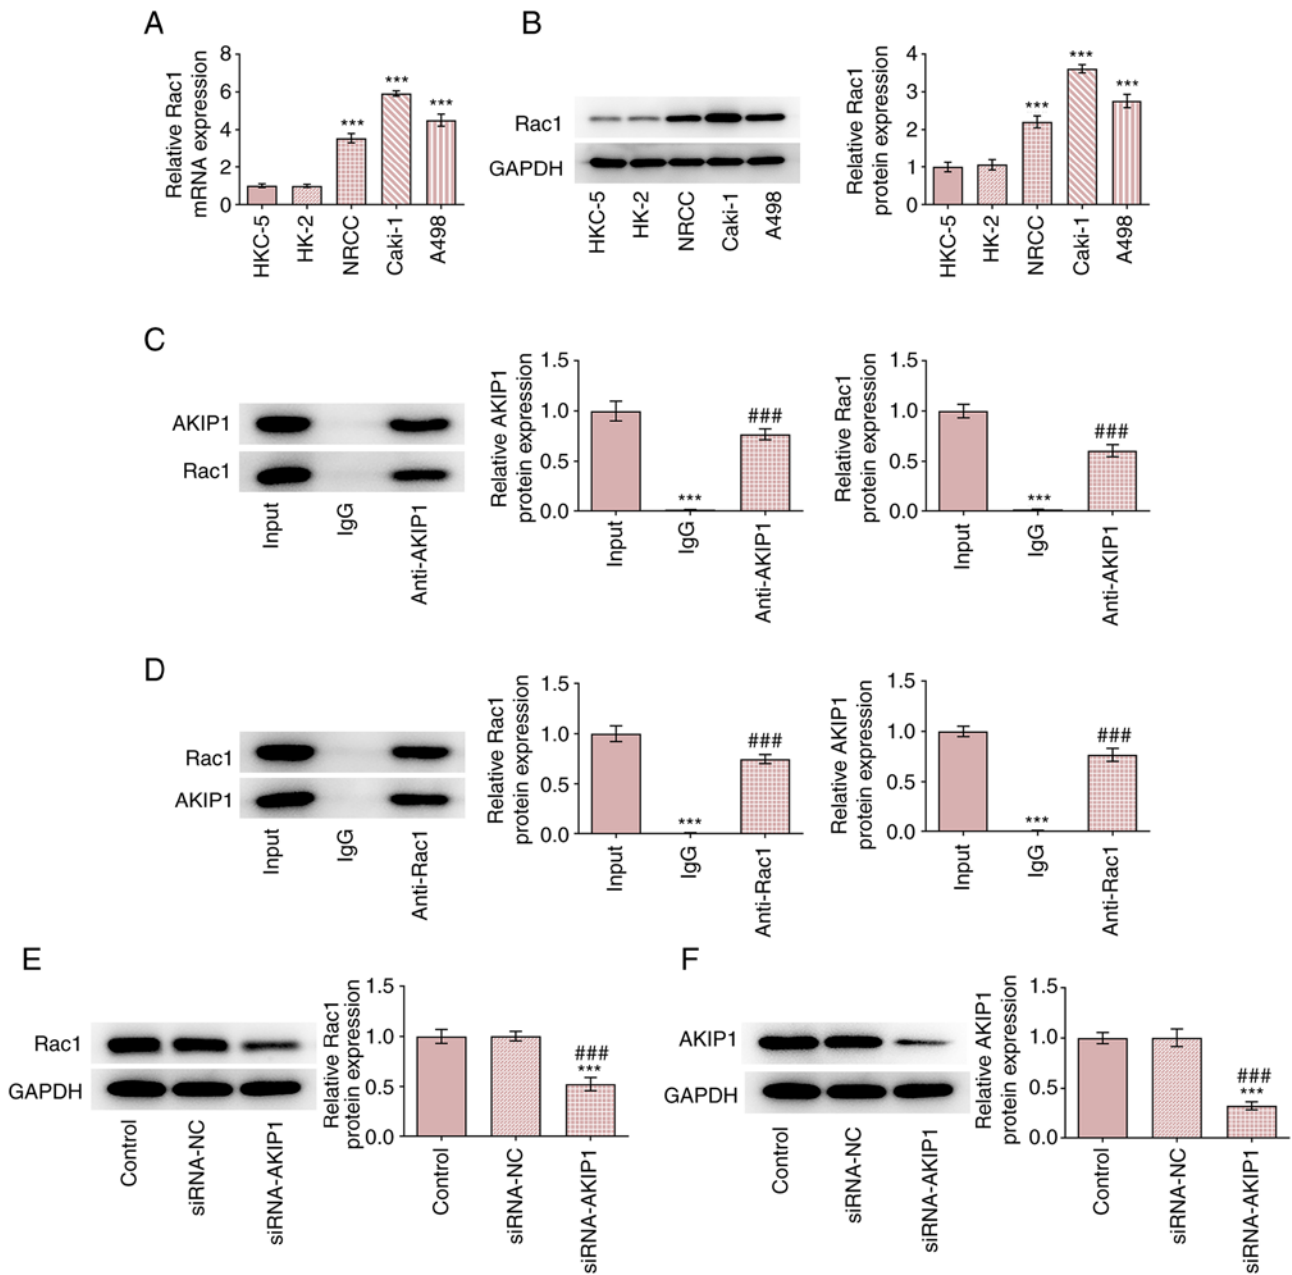 A
Relative Rac1
mRNA expression
8
6
4
2
0
***
***
***
HKC-5
HK-2
NRCC
Caki-1
A498
B
Rac1
GAPDH
HKC-5
HK-2
NRCC
Caki-1
A498
Relative Rac1
protein expression
4
3
2
1
0
***
***
***
HKC-5
HK-2
NRCC
Caki-1
A498
C
AKIP1
Rac1
Input
IgG
Anti-AKIP1
Relative AKIP1
protein expression
1.5
1.0
0.5
0.0
***
###
Input
IgG
Anti-AKIP1
Relative Rac1
protein expression
1.5
1.0
0.5
0.0
***
###
Input
IgG
Anti-AKIP1
D
Rac1
AKIP1
Input
IgG
Anti-Rac1
Relative Rac1
protein expression
1.5
1.0
0.5
0.0
***
###
Input
IgG
Anti-Rac1
Relative AKIP1
protein expression
1.5
1.0
0.5
0.0
***
###
Input
IgG
Anti-Rac1
E
Rac1
GAPDH
Control
siRNA-NC
siRNA-AKIP1
Relative Rac1
protein expression
1.5
1.0
0.5
0.0
###
***
Control
siRNA-NC
siRNA-AKIP1
F
AKIP1
GAPDH
Control
siRNA-NC
siRNA-AKIP1
Relative AKIP1
protein expression
1.5
1.0
0.5
0.0
###
***
Control
siRNA-NC
siRNA-AKIP1